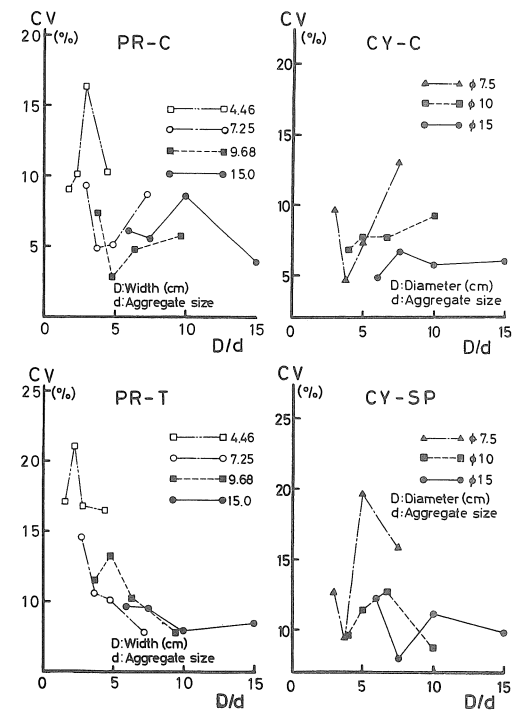 CV
(%)
PR-C
20
15
10
5
4.46
7.25
9.68
15.0
D:Width (cm)
d:Aggregate size
0
5
10
15
D/d
CV
(%)
CY-C
20
15
10
5
φ7.5
φ10
φ15
D:Diameter (cm)
d:Aggregate size
0
5
10
15
D/d
CV
(%)
PR-T
25
20
15
10
4.46
7.25
9.68
15.0
D:Width (cm)
d:Aggregate size
0
5
10
15
D/d
CV
(%)
CY-SP
25
20
15
10
φ7.5
φ10
φ15
D:Diameter (cm)
d:Aggregate size
0
5
10
15
D/d